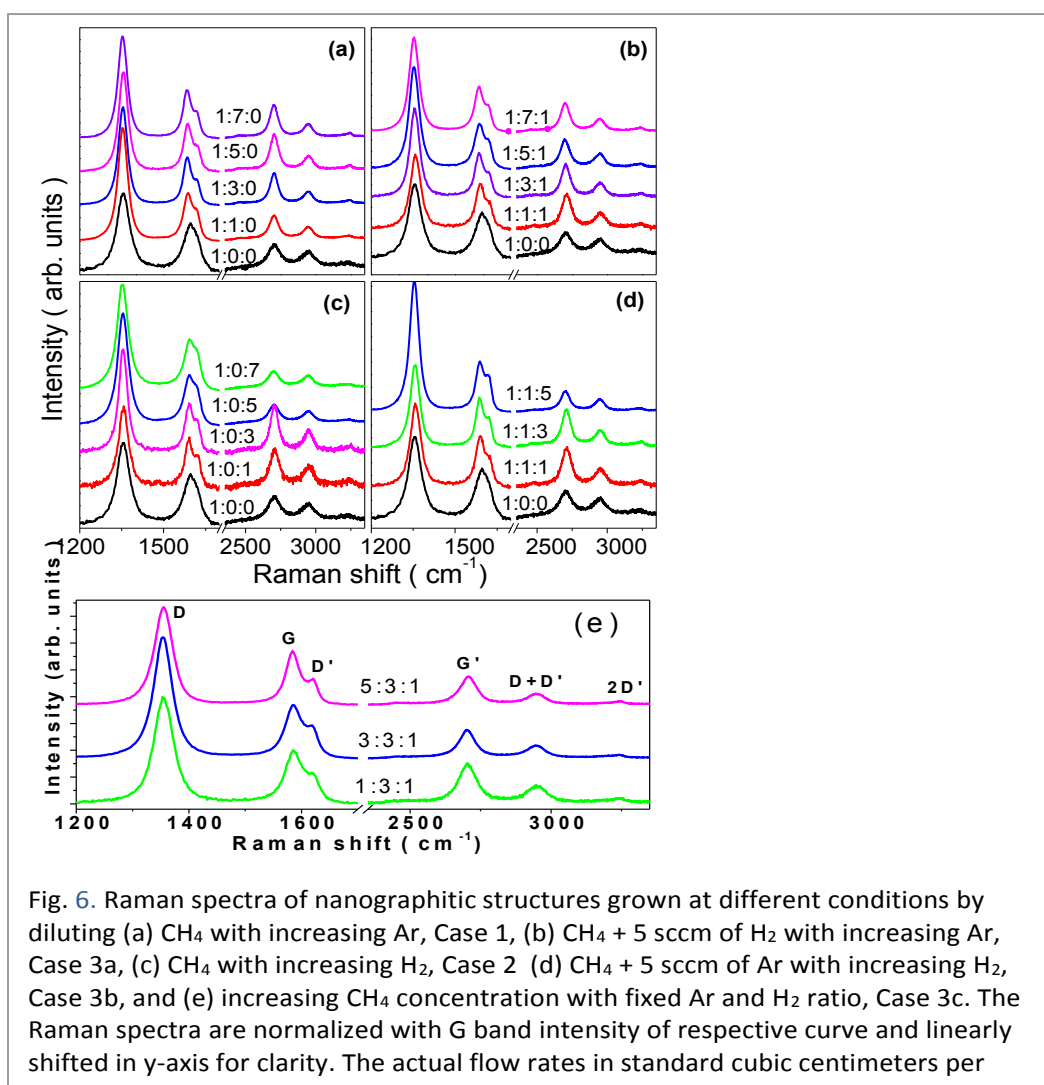 (a)
1:7:0
1:5:0
1:3:0
1:1:0
1:0:0
(b)
1:7:1
1:5:1
1:3:1
1:1:1
1:0:0
1200 1500 2500 3000
1200 1500 2500 3000
Intensity ( arb. units)
(c)
1:0:7
1:0:5
1:0:3
1:0:1
1:0:0
(d)
1:1:5
1:1:3
1:1:1
1:0:0
1200 1500 2500 3000
1200 1500 2500 3000
Raman shift ( cm-1)
Intensity (arb. units )
(e)
D
G
D'
G'
D+D'
2D'
5:3:1
3:3:1
1:3:1
1200 1400 1600 2500 3000
Raman shift ( cm-1)
Fig. 6. Raman spectra of nanographitic structures grown at different conditions by
diluting (a) CH4 with increasing Ar, Case 1, (b) CH4 + 5 sccm of H2 with increasing Ar,
Case 3a, (c) CH4 with increasing H2, Case 2 (d) CH4 + 5 sccm of Ar with increasing H2,
Case 3b, and (e) increasing CH4 concentration with fixed Ar and H2 ratio, Case 3c. The
Raman spectra are normalized with G band intensity of respective curve and linearly
shifted in y-axis for clarity. The actual flow rates in standard cubic centimeters per